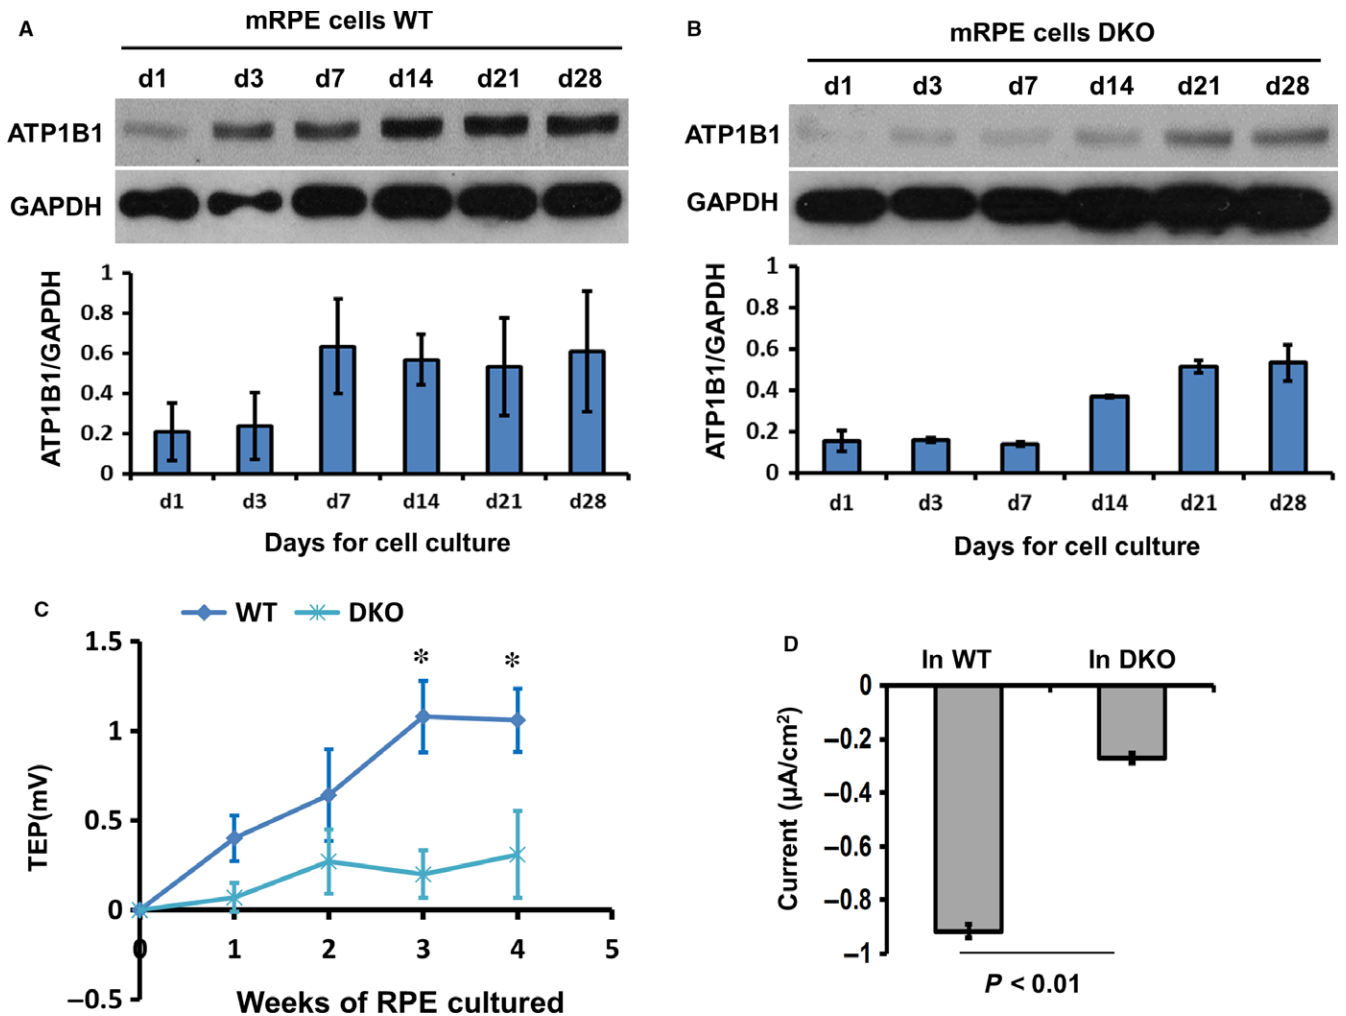 A
mRPE cells WT
d1 d3 d7 d14 d21 d28
ATP1B1
GAPDH
ATP1B1/GAPDH
1
0.8
0.6
0.4
0.2
0
d1 d3 d7 d14 d21 d28
Days for cell culture
B
mRPE cells DKO
d1 d3 d7 d14 d21 d28
ATP1B1
GAPDH
ATP1B1/GAPDH
1
0.8
0.6
0.4
0.2
0
d1 d3 d7 d14 d21 d28
Days for cell culture
C
WT DKO
TEP(mV)
1.5
1
0.5
0
–0.5
* *
0 1 2 3 4 5
Weeks of RPE cultured
D
In WT In DKO
Current (µA/cm²)
0
–0.2
–0.4
–0.6
–0.8
–1
P < 0.01